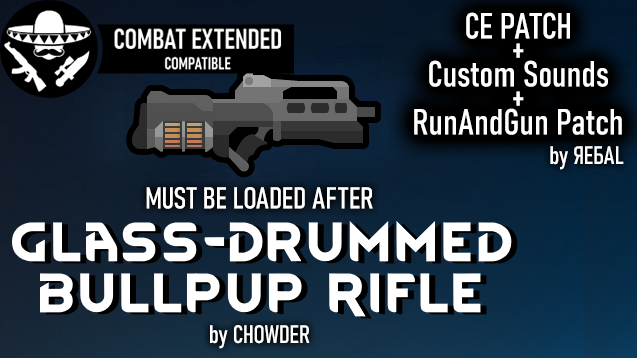 COMBAT EXTENDED
COMPATIBLE
CE PATCH
+
Custom Sounds
+
RunAndGun Patch
by ЯEБAL
MUST BE LOADED AFTER
GLASS-DRUMMED
BULLPUP RIFLE
by CHOWDER